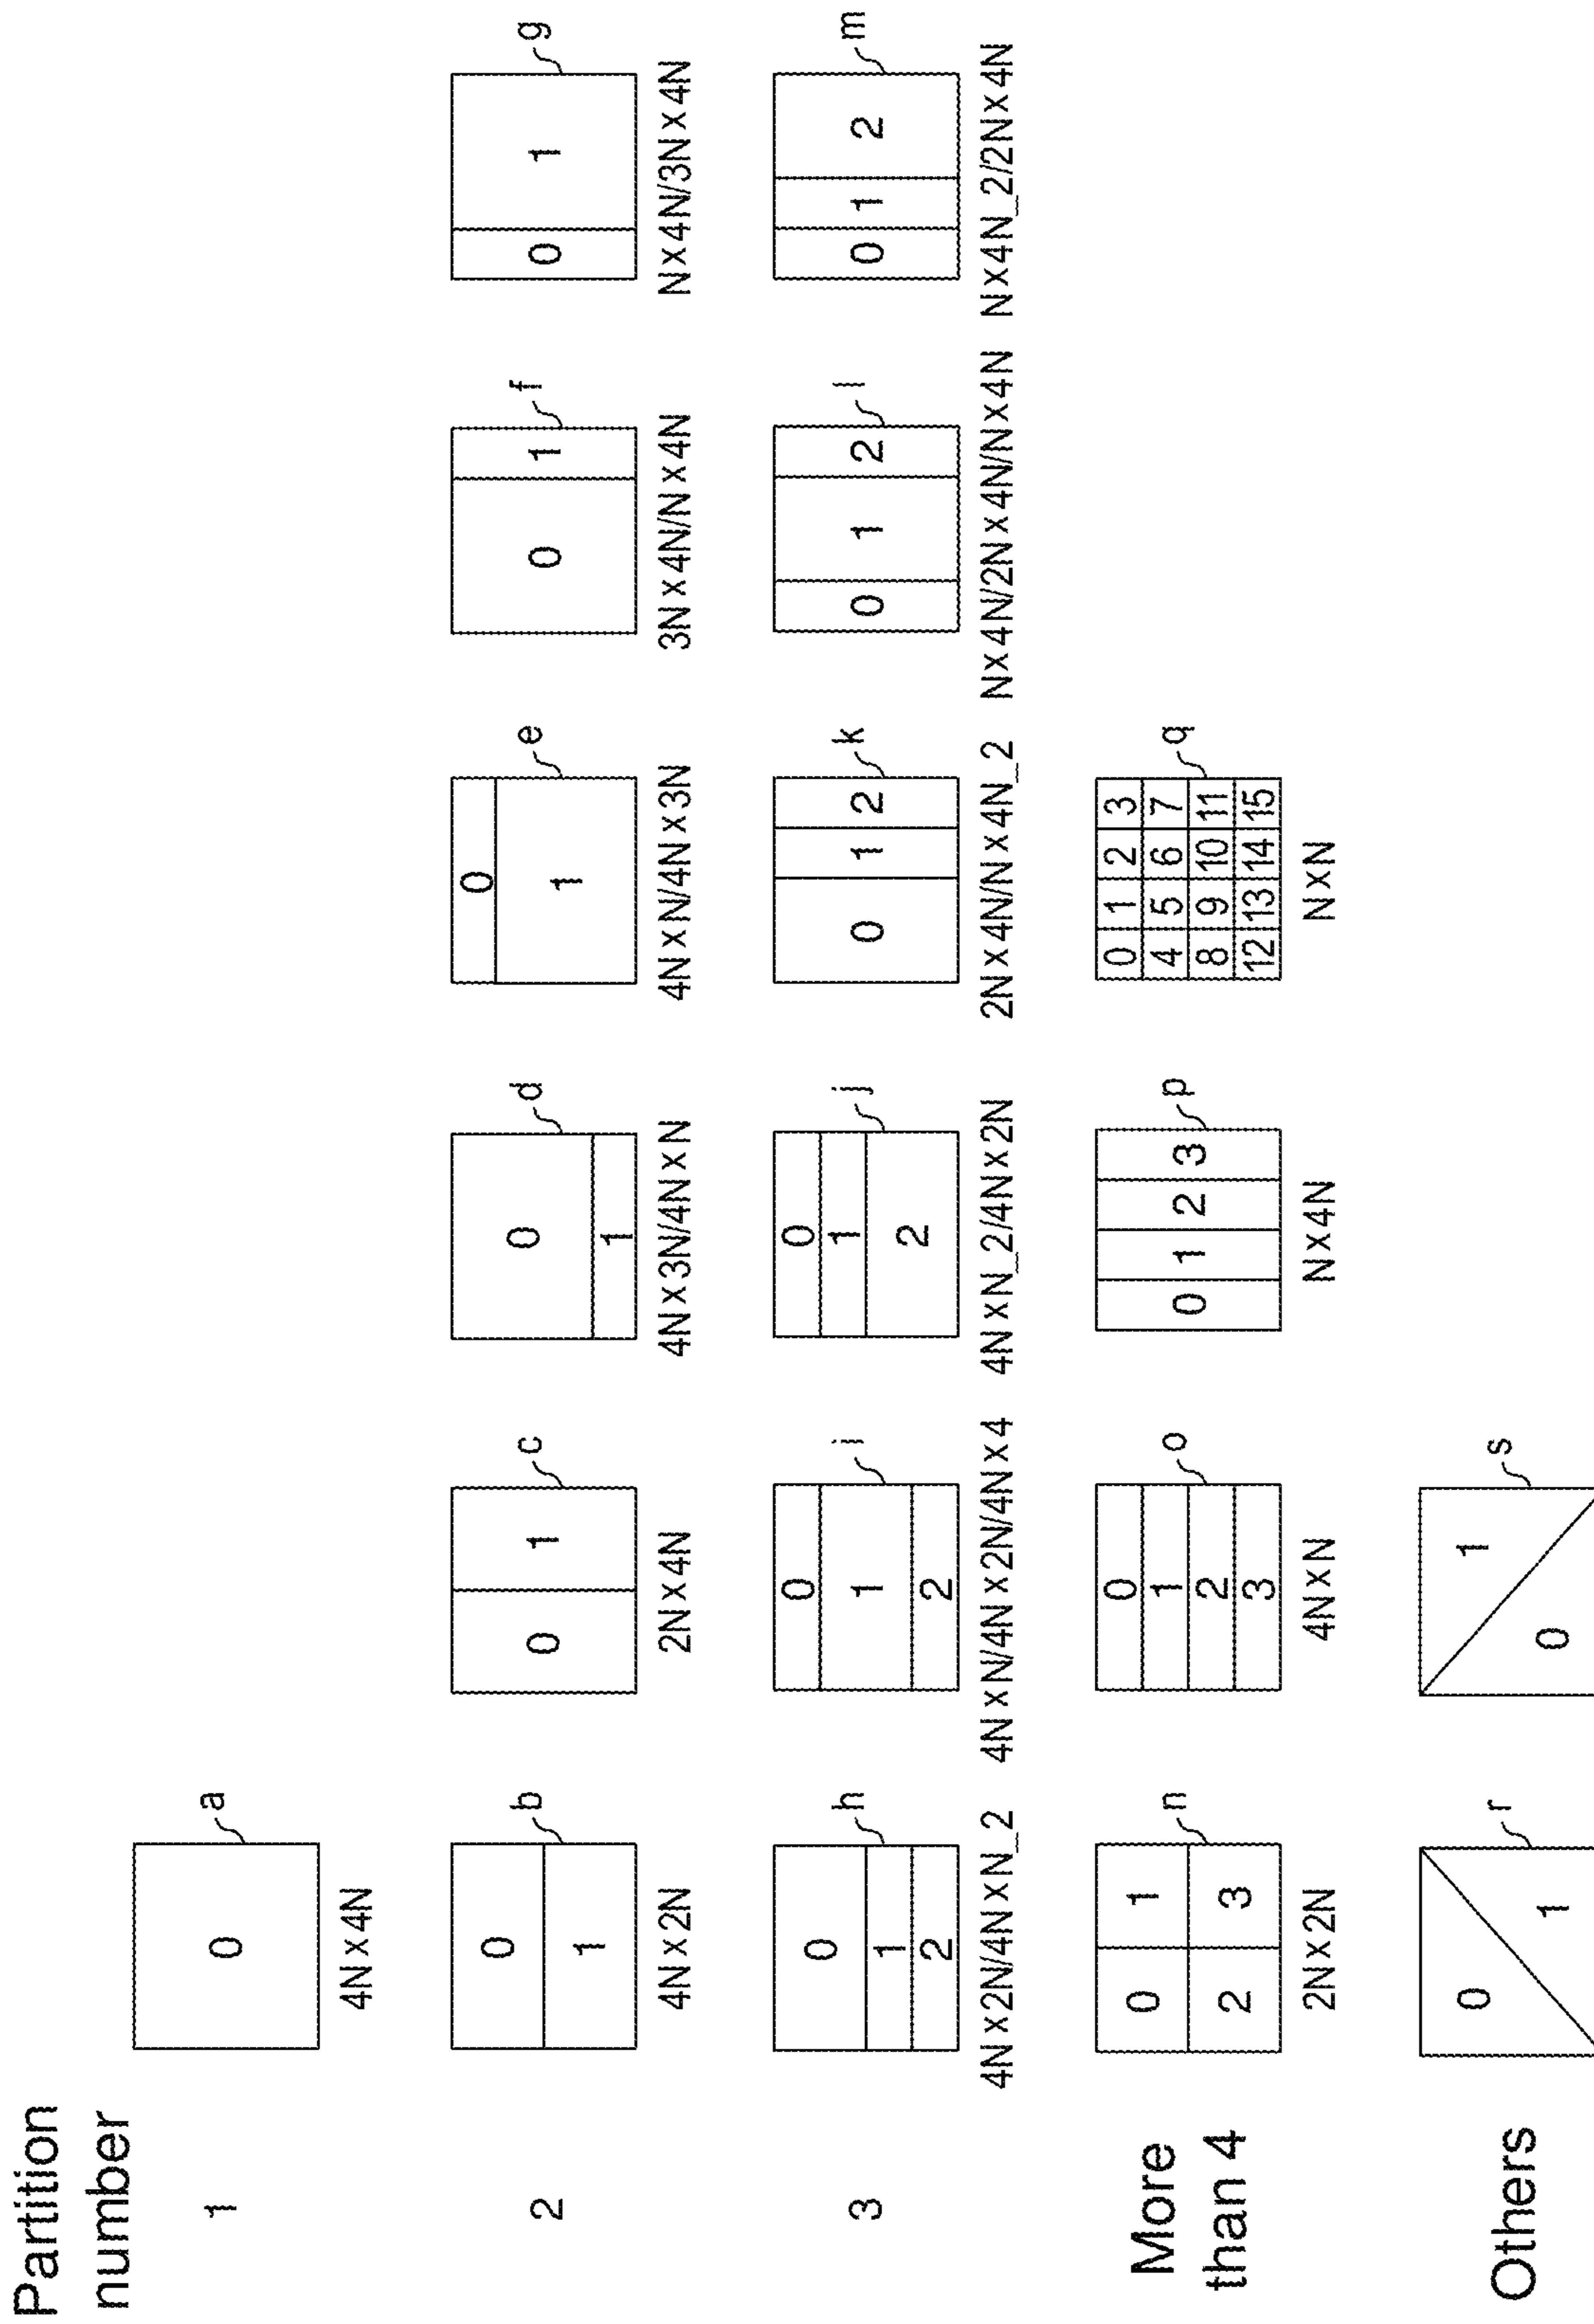 Partition
number
1
0
a
4N×4N
2
0
1
b
4N×2N
0
1
c
2N×4N
0
1
d
4N×3N/4N×N
0
1
e
4N×N/4N×3N
0
1
f
3N×4N/N×4N
0
1
g
N×4N/3N×4N
3
0
1
2
h
4N×2N/4N×N_2
0
1
2
i
4N×N/4N×2N/4N×4
0
1
2
j
4N×N_2/4N×2N
0
1
2
k
2N×4N/N×4N_2
0
1
2
l
N×4N/2N×4N/N×4N
0
1
2
m
N×4N_2/2N×4N
More
than 4
0 1
2 3
n
2N×2N
0
1
2
3
o
4N×N
0 1 2 3
p
N×4N
0 1 2 3
4 5 6 7
8 9 10 11
12 13 14 15
q
N×N
Others
0
1
r
1
0
s